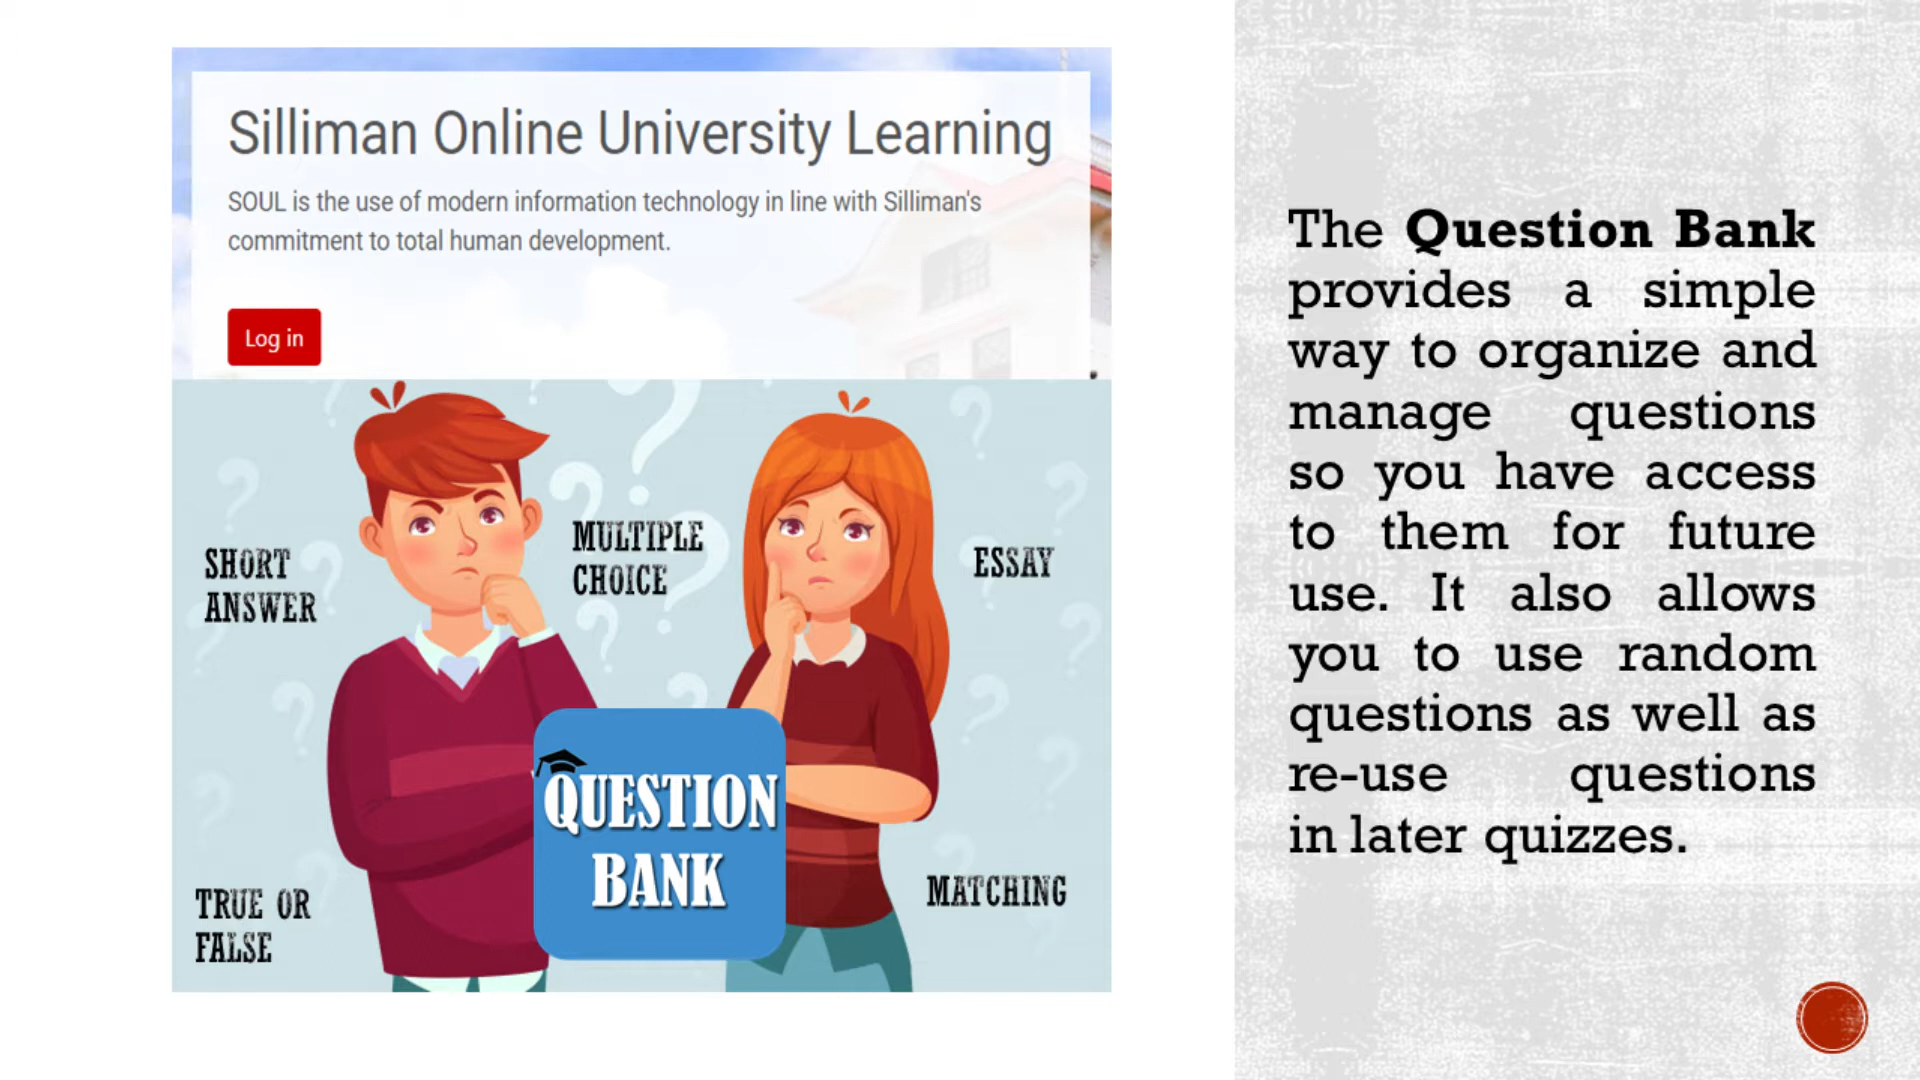 Silliman Online University Learning
SOUL is the use of modern information technology in line with Silliman's
commitment to total human development.
Log in
SHORT
ANSWER
MULTIPLE
CHOICE
ESSAY
QUESTION
BANK
TRUE OR
FALSE
MATCHING
The Question Bank
provides a simple
way to organize and
manage questions
so you have access
to them for future
use. It also allows
you to use random
questions as well as
re-use questions
in later quizzes.